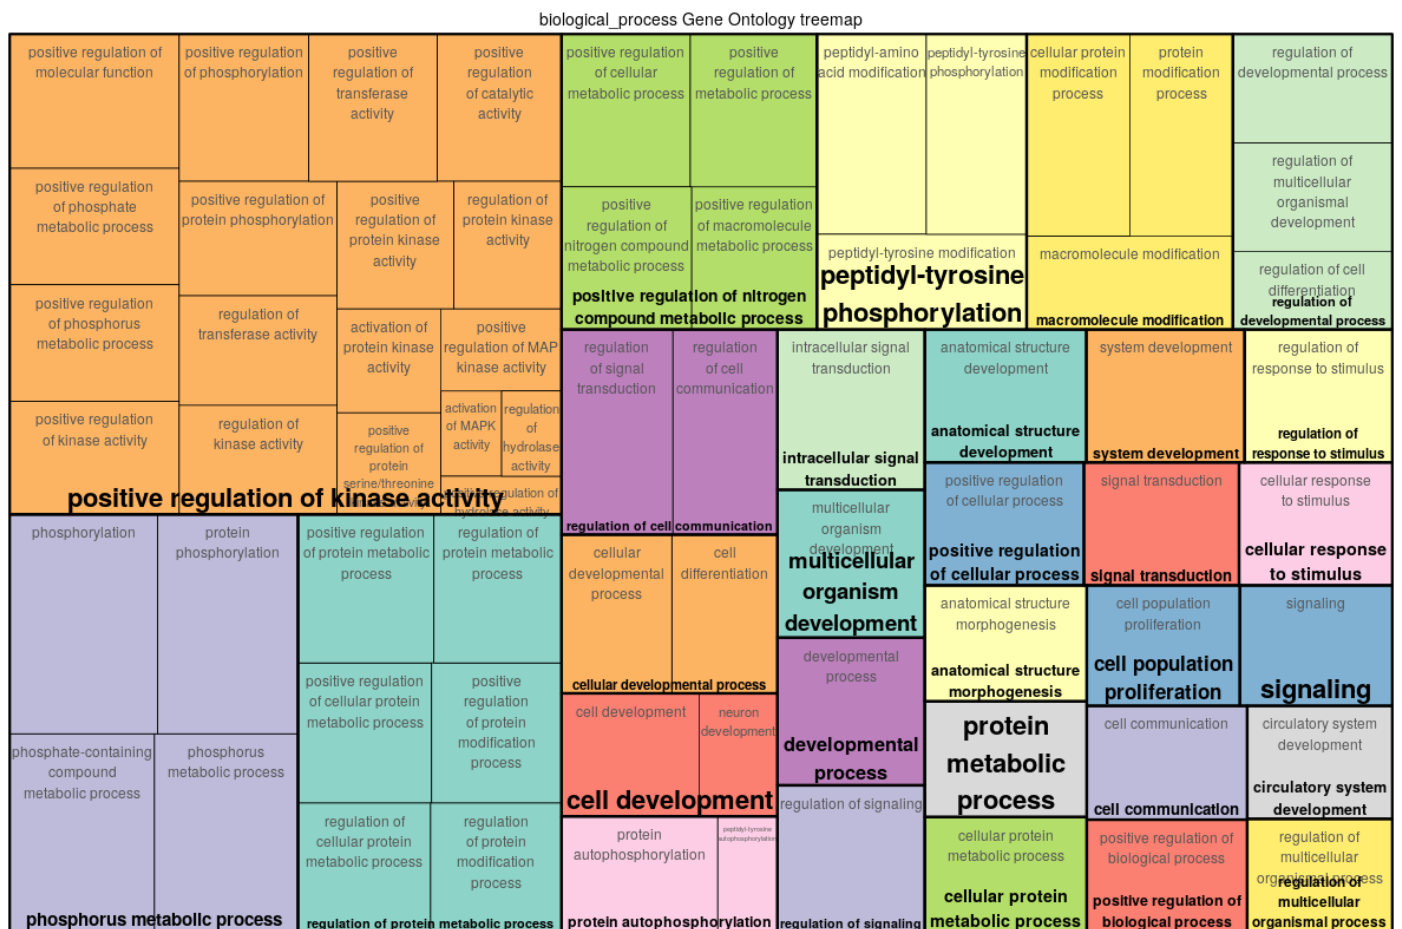 biological_process Gene Ontology treemap
positive regulation of
molecular function
positive regulation
of phosphorylation
positive
regulation of
transferase
activity
positive
regulation
of catalytic
activity
positive regulation
of phosphate
metabolic process
positive regulation of
protein phosphorylation
positive
regulation of
protein kinase
activity
regulation of
protein kinase
activity
positive regulation
of phosphorus
metabolic process
regulation of
transferase activity
activation of
protein kinase
activity
positive
regulation of MAP
kinase activity
positive regulation
of kinase activity
regulation of
kinase activity
positive
regulation of
protein
serine/threonine
activation
of MAPK
activity
regulation
of
hydrolase
activity
positive regulation of
hydrolase activity
positive regulation of kinase activity
phosphorylation
protein
phosphorylation
phosphate-containing
compound
metabolic process
phosphorus
metabolic process
phosphorus metabolic process
positive regulation
of protein metabolic
process
regulation of
protein metabolic
process
positive regulation
of cellular protein
metabolic process
positive
regulation
of protein
modification
process
regulation of
cellular protein
metabolic process
regulation
of protein
modification
process
regulation of protein metabolic process
positive regulation
of cellular
metabolic process
positive
regulation of
metabolic process
positive
regulation of
nitrogen compound
metabolic process
positive regulation
of macromolecule
metabolic process
positive regulation of nitrogen
compound metabolic process
peptidyl-amino
acid modification
peptidyl-tyrosine
phosphorylation
peptidyl-tyrosine modification
peptidyl-tyrosine
phosphorylation
cellular protein
modification
process
protein
modification
process
macromolecule modification
macromolecule modification
regulation of
developmental process
regulation of
multicellular
organismal
development
regulation of cell
differentiation
regulation of
developmental process
regulation
of signal
transduction
regulation
of cell
communication
regulation of cell communication
cellular
developmental
process
cell
differentiation
cellular developmental process
cell development
neuron
development
cell development
protein
autophosphorylation
peptidyl-tyrosine
autophosphorylation
protein autophosphorylation
intracellular signal
transduction
intracellular signal
transduction
multicellular
organism
development
multicellular
organism
development
developmental
process
developmental
process
regulation of signaling
regulation of signaling
anatomical structure
development
anatomical structure
development
system development
system development
regulation of
response to stimulus
regulation of
response to stimulus
positive regulation
of cellular process
positive regulation
of cellular process
signal transduction
signal transduction
cellular response
to stimulus
cellular response
to stimulus
anatomical structure
morphogenesis
anatomical structure
morphogenesis
cell population
proliferation
cell population
proliferation
signaling
signaling
protein
metabolic
process
cell communication
cell communication
circulatory system
development
circulatory system
development
cellular protein
metabolic process
cellular protein
metabolic process
positive regulation of
biological process
positive regulation of
biological process
regulation of
multicellular
organismal process
regulation of
multicellular
organismal process